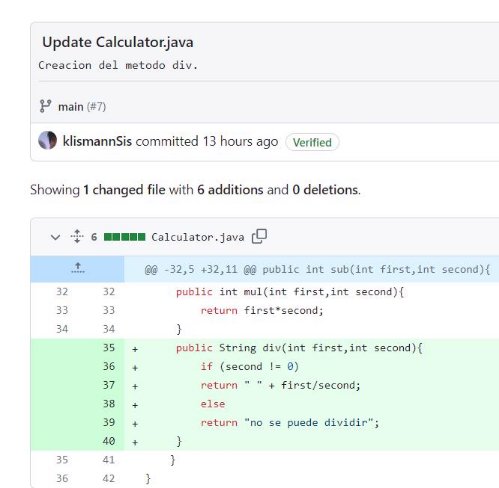 Update Calculator.java
Creacion del metodo div.
main (#7)
klismannSis committed 13 hours ago Verified
Showing 1 changed file with 6 additions and 0 deletions.
6 Calculator.java
@@ -32,5 +32,11 @@ public int sub(int first,int second){
32 32 public int mul(int first,int second){
33 33 return first*second;
34 34 }
35 + public String div(int first,int second){
36 + if (second != 0)
37 + return " " + first/second;
38 + else
39 + return "no se puede dividir";
40 + }
35 41 }
36 42 }